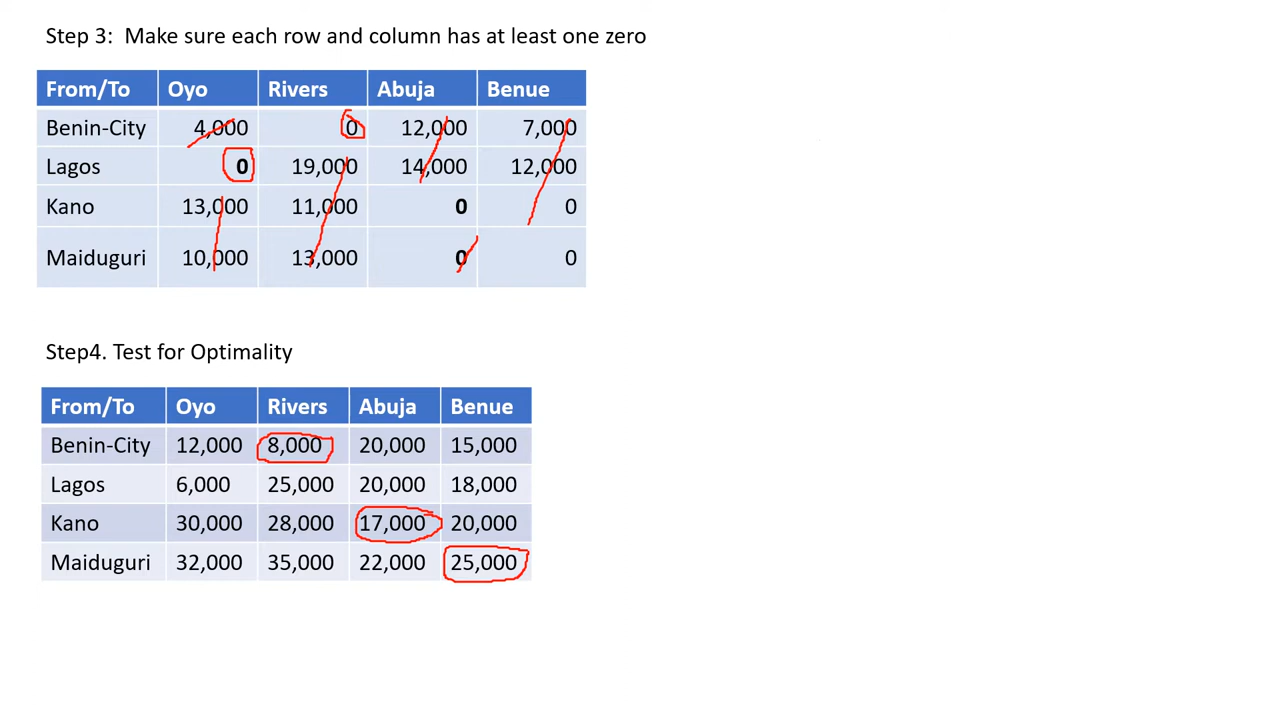 Step 3: Make sure each row and column has at least one zero
From/To Oyo Rivers Abuja Benue
Benin-City 4,000 0 12,000 7,000
Lagos 0 19,000 14,000 12,000
Kano 13,000 11,000 0 0
Maiduguri 10,000 13,000 0 0
Step4. Test for Optimality
From/To Oyo Rivers Abuja Benue
Benin-City 12,000 8,000 20,000 15,000
Lagos 6,000 25,000 20,000 18,000
Kano 30,000 28,000 17,000 20,000
Maiduguri 32,000 35,000 22,000 25,000